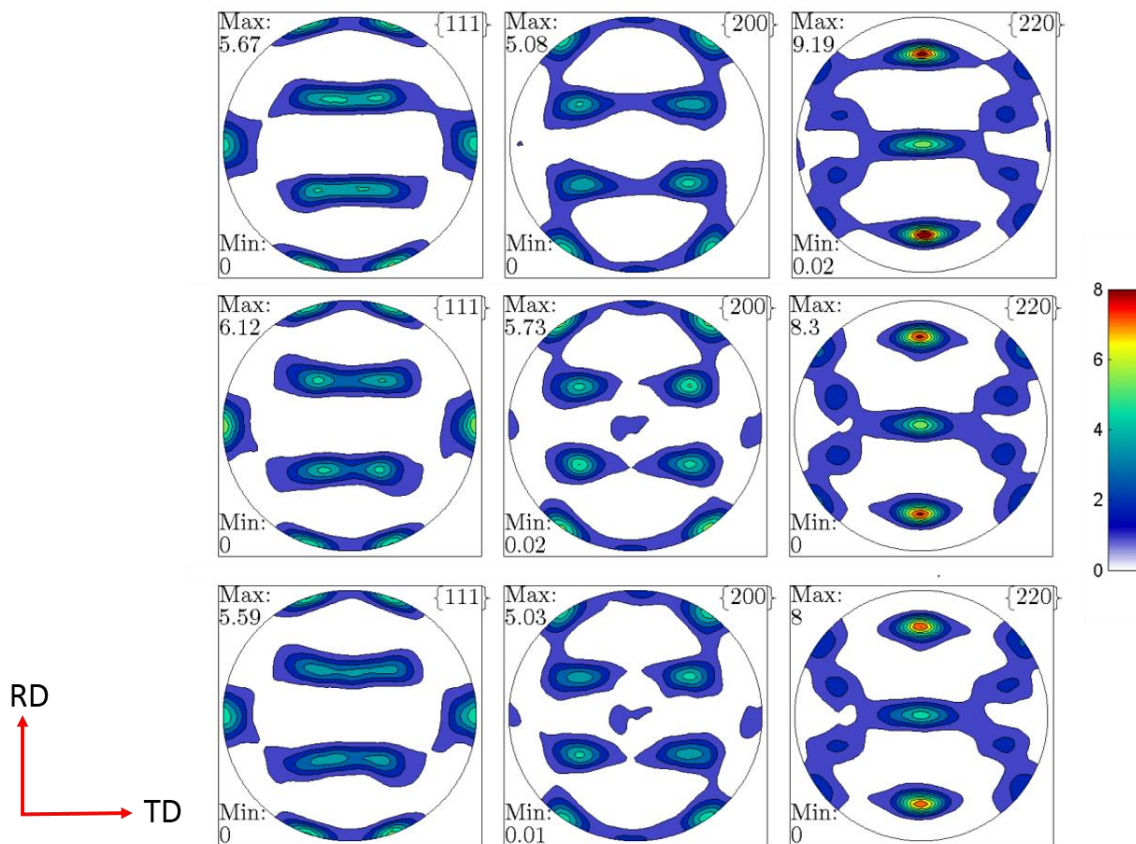 Max: {111}
5.67
Min:
0
Max: {200}
5.08
Min:
0
Max: {220}
9.19
Min:
0.02
Max: {111}
6.12
Min:
0
Max: {200}
5.73
Min:
0.02
Max: {220}
8.3
Min:
0
Max: {111}
5.59
Min:
0
Max: {200}
5.03
Min:
0.01
Max: {220}
8
Min:
0
8
6
4
2
0
RD
TD